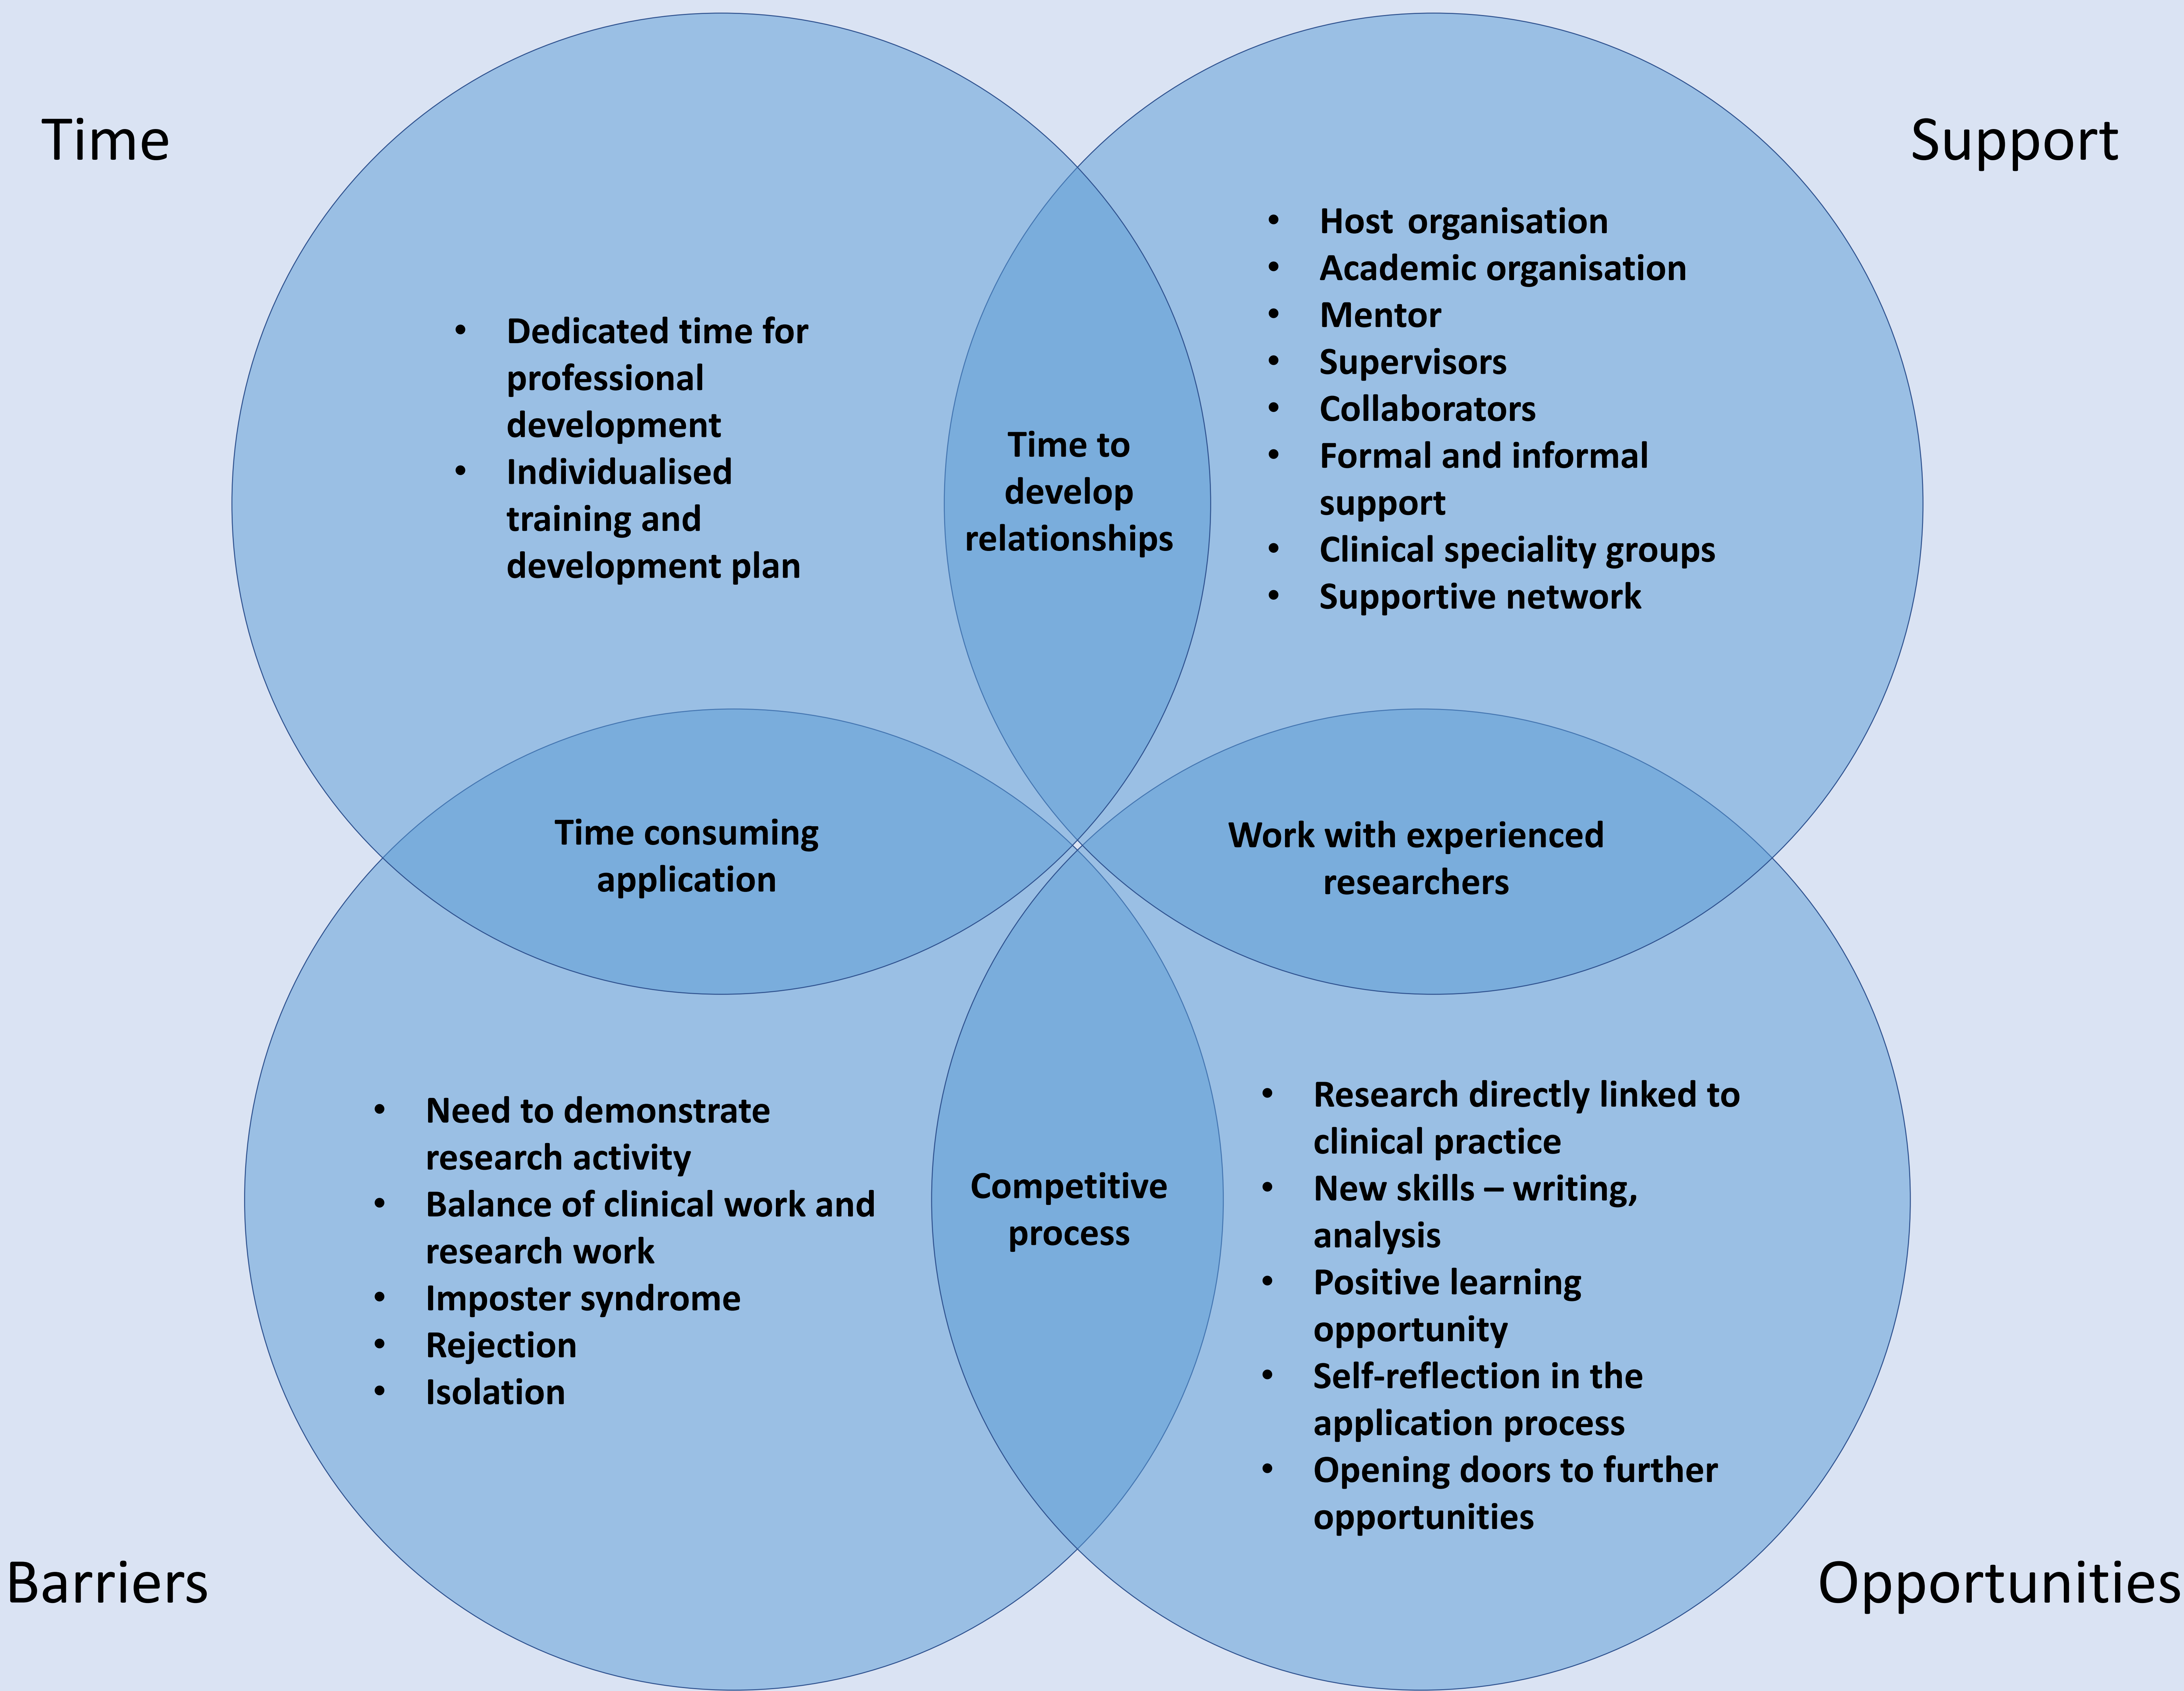 Time
Support
• Dedicated time for
professional
development
• Individualised
training and
development plan
Time to
develop
relationships
• Host organisation
• Academic organisation
• Mentor
• Supervisors
• Collaborators
• Formal and informal
support
• Clinical speciality groups
• Supportive network
Time consuming
application
Work with experienced
researchers
• Need to demonstrate
research activity
• Balance of clinical work and
research work
• Imposter syndrome
• Rejection
• Isolation
Competitive
process
• Research directly linked to
clinical practice
• New skills – writing,
analysis
• Positive learning
opportunity
• Self-reflection in the
application process
• Opening doors to further
opportunities
Barriers
Opportunities